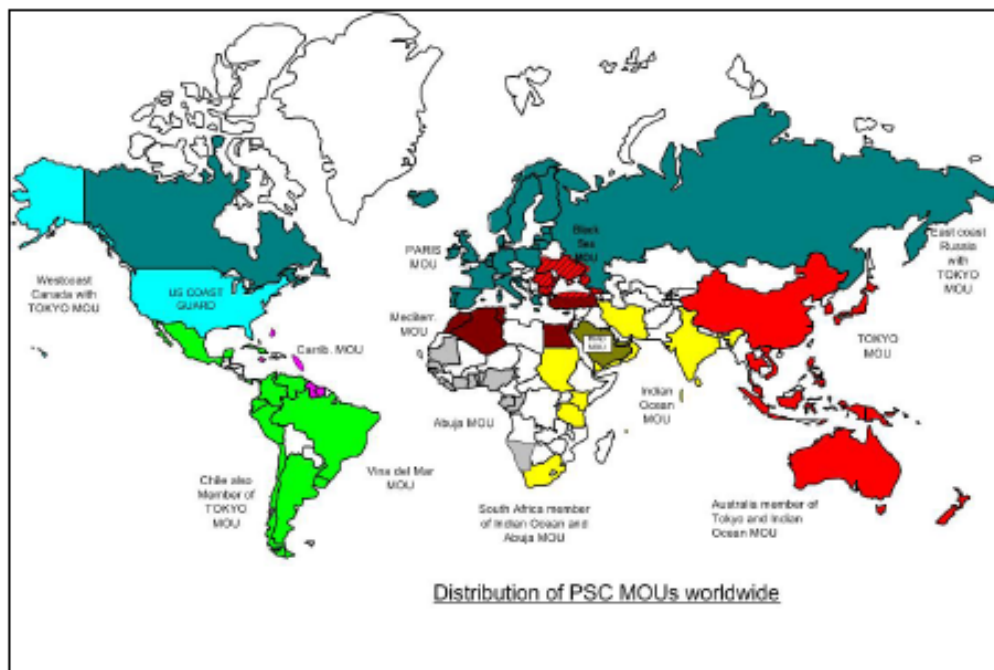 PARIS
MOU
Black
Sea
MOU
East coast
Russia
with
TOKYO
MOU
Westcoast
Canada with
TOKYO MOU
US COAST
GUARD
Mediterr.
MOU
Carrib. MOU
MOU
TOKYO
MOU
Indian
Ocean
MOU
Abuja MOU
Vina del Mar
MOU
Chile also
Member of
TOKYO
MOU
South Africa member
of Indian Ocean and
Abuja MOU
Australia member of
Tokyo and Indian
Ocean MOU
Distribution of PSC MOUs worldwide